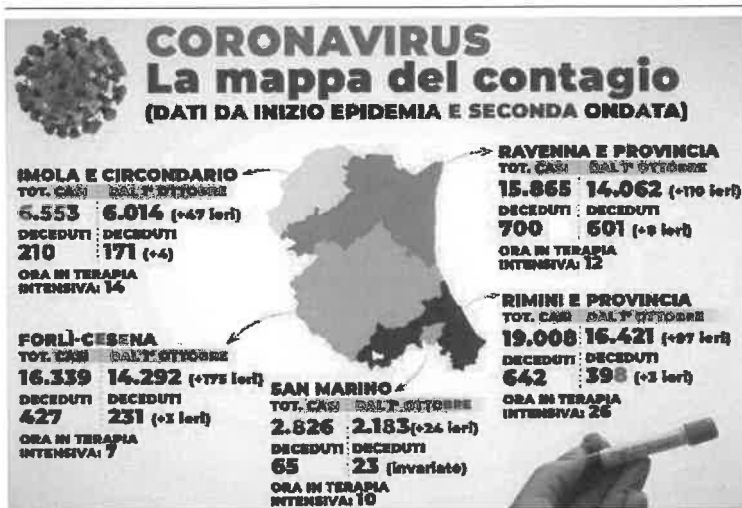 CORONAVIRUS
La mappa del contagio
(DATI DA INIZIO EPIDEMIA E SECONDA ONDATA)
IMOLA E CIRCONDARIO
TOT. CASI DAL 1° OTTOBRE
6.553 6.014 (+47 ieri)
DECEDUTI DECEDUTI
210 171 (+4)
ORA IN TERAPIA
INTENSIVA: 14
RAVENNA E PROVINCIA
TOT. CASI DAL 1° OTTOBRE
15.865 14.062 (+110 ieri)
DECEDUTI DECEDUTI
700 601 (+8 ieri)
ORA IN TERAPIA
INTENSIVA: 12
FORLÌ-CESENA
TOT. CASI DAL 1° OTTOBRE
16.339 14.292 (+175 ieri)
DECEDUTI DECEDUTI
427 231 (+3 ieri)
ORA IN TERAPIA
INTENSIVA: 7
SAN MARINO
TOT. CASI DAL 1° OTTOBRE
2.826 2.183 (+24 ieri)
DECEDUTI DECEDUTI
65 23 (invariato)
ORA IN TERAPIA
INTENSIVA: 10
RIMINI E PROVINCIA
TOT. CASI DAL 1° OTTOBRE
19.008 16.421 (+97 ieri)
DECEDUTI DECEDUTI
642 398 (+3 ieri)
ORA IN TERAPIA
INTENSIVA: 26